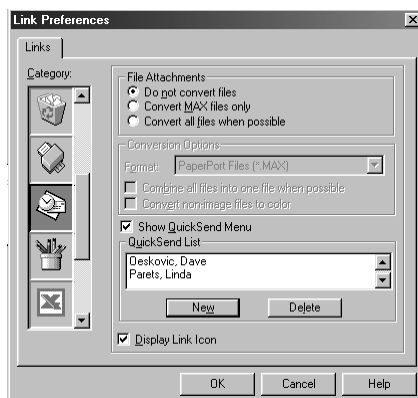 Link Preferences
Links
Category:
File Attachments
Do not convert files
Convert MAX files only
Convert all files when possible
Conversion Options
Format: PaperPort Files (*.MAX)
Combine all files into one file when possible
Convert non-image files to color
Show QuickSend Menu
QuickSend List
Oeskovic, Dave
Parets, Linda
New Delete
Display Link Icon
OK Cancel Help